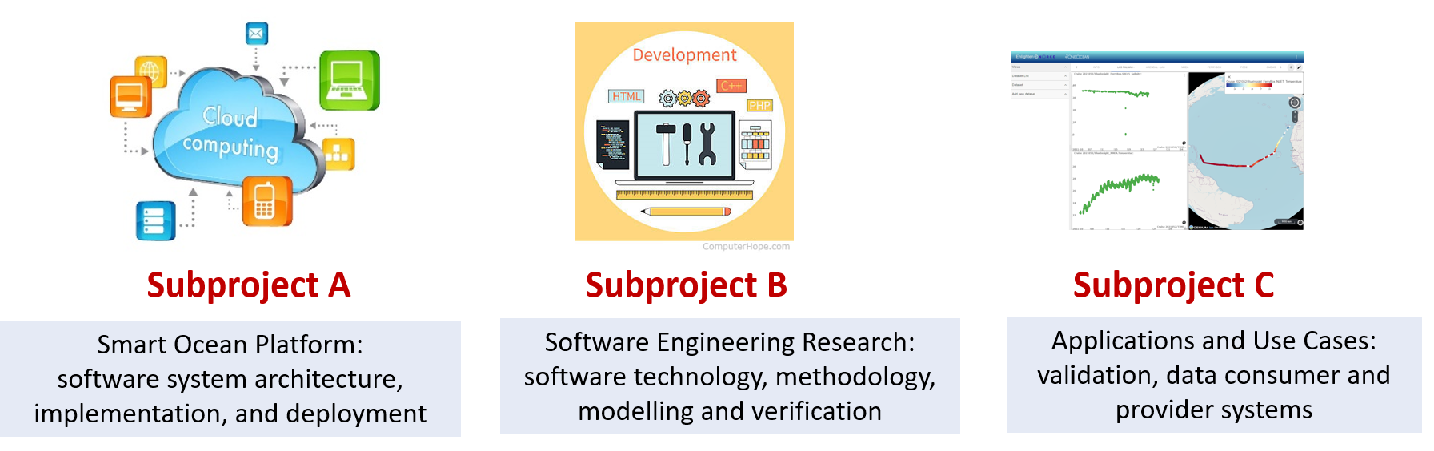 Cloud
computing
Development
HTML
C++
PHP
ComputerHope.com
Subproject A
Subproject B
Subproject C
Smart Ocean Platform:
software system architecture,
implementation, and deployment
Software Engineering Research:
software technology, methodology,
modelling and verification
Applications and Use Cases:
validation, data consumer and
provider systems